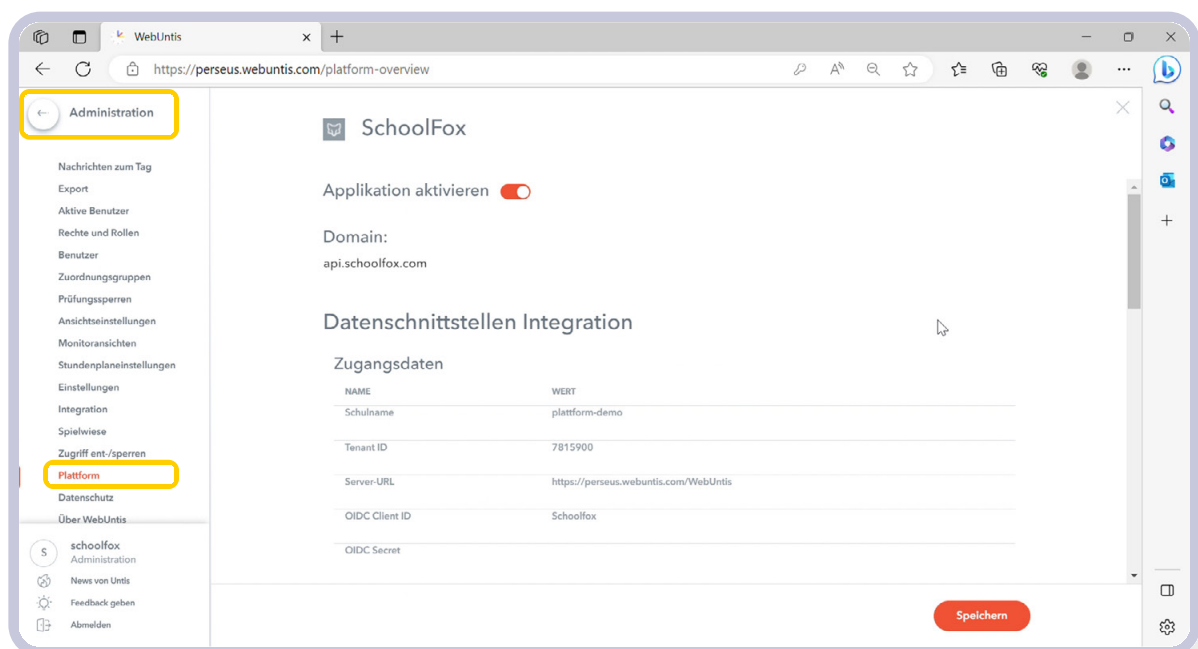 WebUntis
https://perseus.webuntis.com/platform-overview
Administration
Nachrichten zum Tag
Export
Aktive Benutzer
Rechte und Rollen
Benutzer
Zuordnungsgruppen
Prüfungssperren
Ansichtseinstellungen
Monitoransichten
Stundenplaneinstellungen
Einstellungen
Integration
Spielwiese
Zugriff ent-/sperren
Plattform
Datenschutz
Über WebUntis
S
schoolfox
Administration
News von Untis
Feedback geben
Abmelden
SchoolFox
Applikation aktivieren
Domain:
api.schoolfox.com
Datenschnittstellen Integration
Zugangsdaten
NAME WERT
Schulname plattform-demo
Tenant ID 7815900
Server-URL https://perseus.webuntis.com/WebUntis
OIDC Client ID Schoolfox
OIDC Secret
Speichern